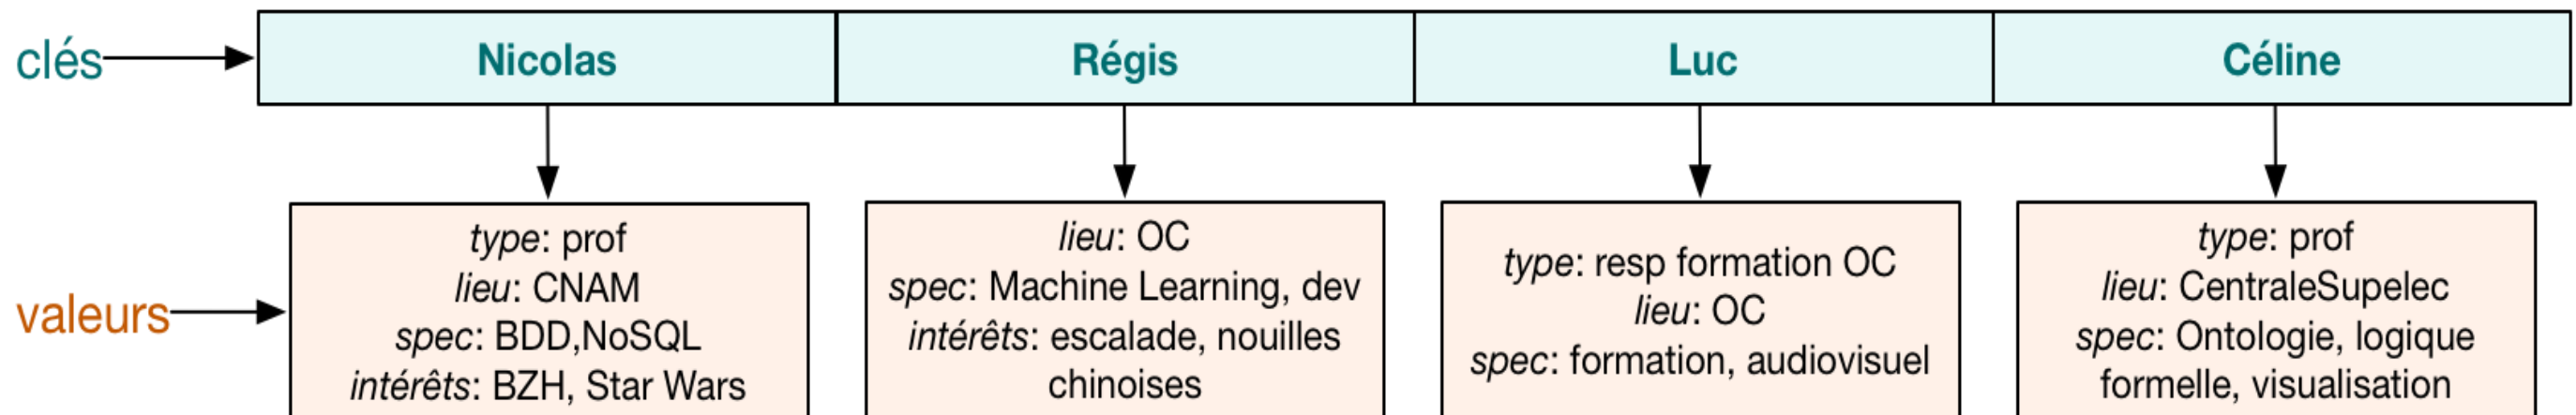 clés
Nicolas
Régis
Luc
Céline
valeurs
type: prof
lieu: CNAM
spec: BDD,NoSQL
intérêts: BZH, Star Wars
lieu: OC
spec: Machine Learning, dev
intérêts: escalade, nouilles
chinoises
type: resp formation OC
lieu: OC
spec: formation, audiovisuel
type: prof
lieu: CentraleSupelec
spec: Ontologie, logique
formelle, visualisation